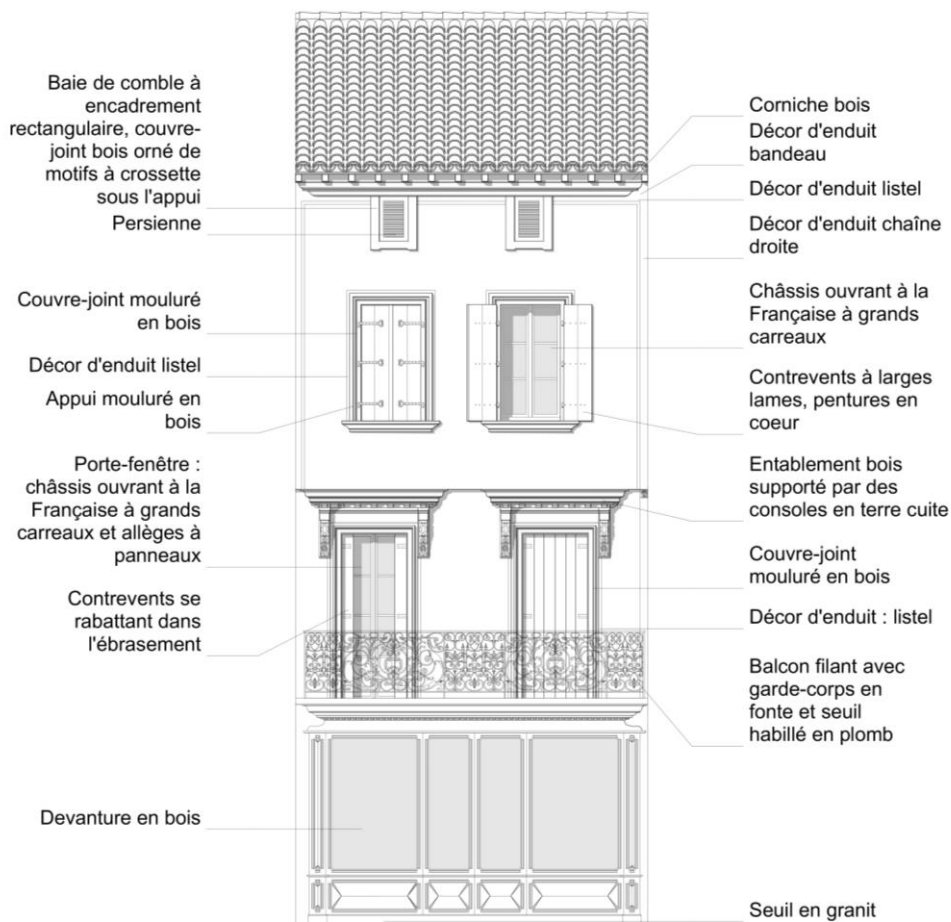 Baie de comble à
encadrement
rectangulaire, couvre-
joint bois orné de
motifs à crossette
sous l'appui
Persienne
Couvre-joint mouluré
en bois
Décor d'enduit listel
Appui mouluré en
bois
Porte-fenêtre :
châssis ouvrant à la
Française à grands
carreaux et allèges à
panneaux
Contrevents se
rabattant dans
l'ébrasement
Devanture en bois
Corniche bois
Décor d'enduit
bandeau
Décor d'enduit listel
Décor d'enduit chaîne
droite
Châssis ouvrant à la
Française à grands
carreaux
Contrevents à larges
lames, pentures en
coeur
Entablement bois
supporté par des
consoles en terre cuite
Couvre-joint
mouluré en bois
Décor d'enduit : listel
Balcon filant avec
garde-corps en
fonte et seuil
habillé en plomb
Seuil en granit